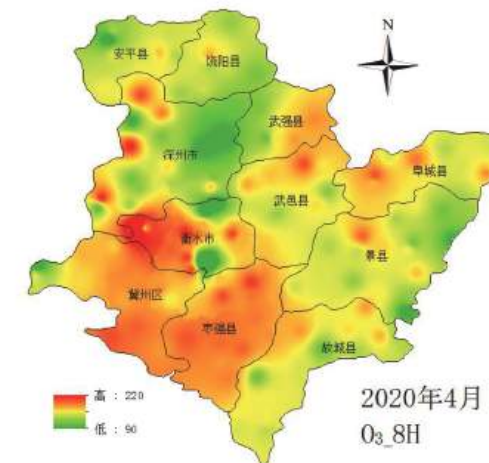 N
安平县
饶阳县
深州市
武强县
武邑县
阜城县
衡水市
景县
冀州区
枣强县
故城县
高 : 220
低 : 90
2020年4月
O₃_8H